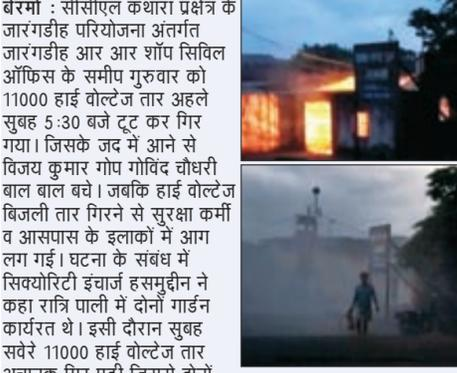 बेरमो : सीसीएल कथारा प्रक्षेत्र के
जारंगडीह परियोजना अंतर्गत
जारंगडीह आर आर शॉप सिविल
ऑफिस के समीप गुरुवार को
11000 हाई वोल्टेज तार अहले
सुबह 5:30 बजे टूट कर गिर
गया। जिसके जद में आने से
विजय कुमार गोप गोविंद चौधरी
बाल बाल बचे। जबकि हाई वोल्टेज
बिजली तार गिरने से सुरक्षा कर्मी
व आसपास के इलाकों में आग
लग गई। घटना के संबंध में
सिक्योरिटी इंचार्ज हसमुद्दीन ने
कहा रात्रि पाली में दोनों गार्डन
कार्यरत थे। इसी दौरान सुबह
सवेरे 11000 हाई वोल्टेज तार